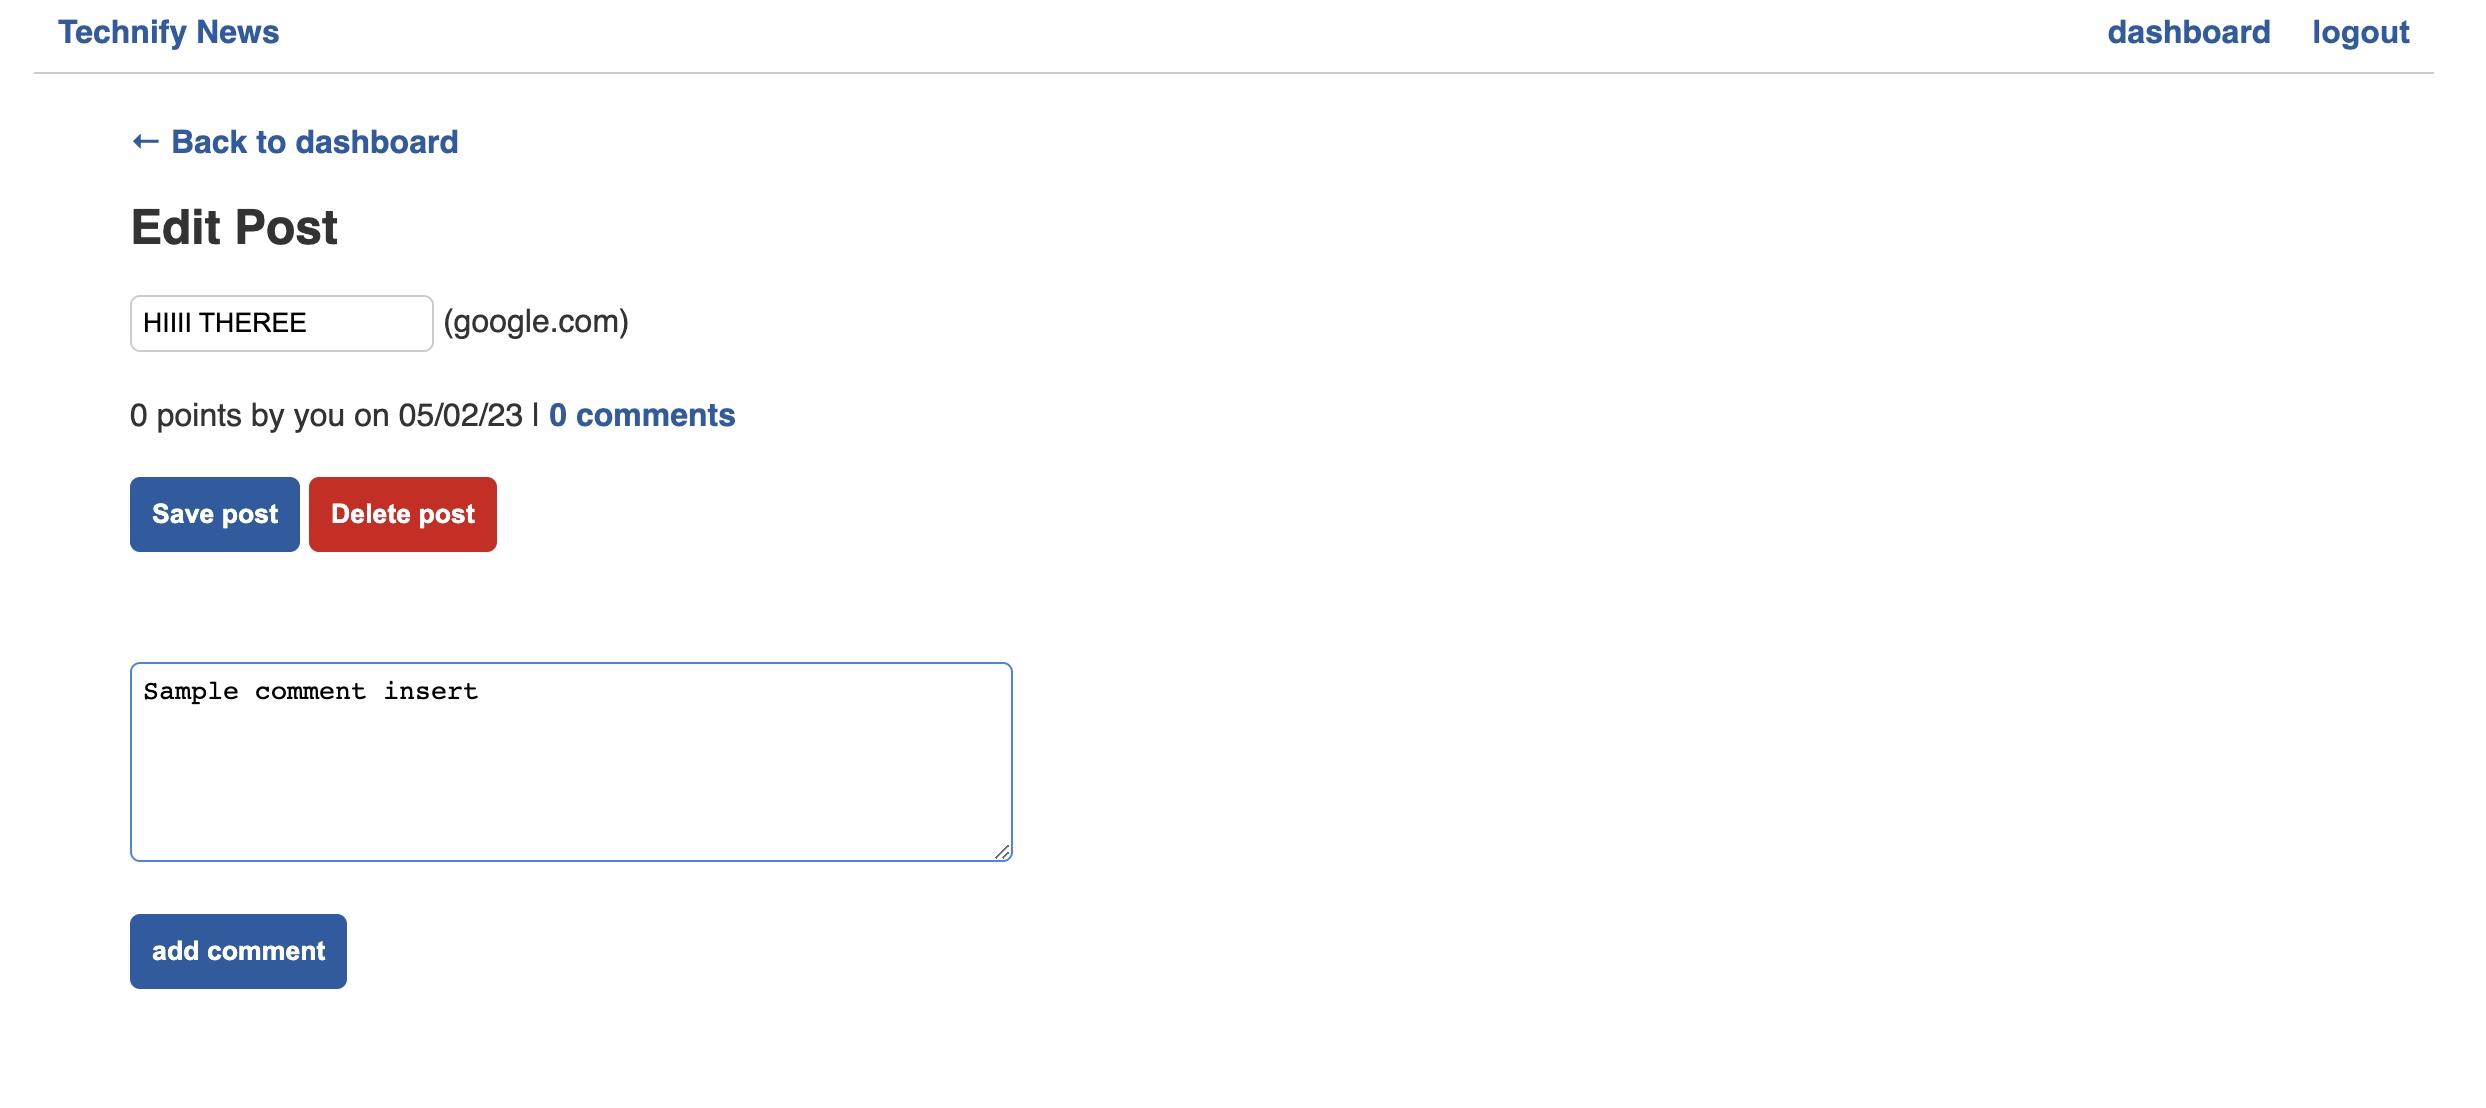 Technify News dashboard logout
← Back to dashboard
Edit Post
HIIII THEREE (google.com)
0 points by you on 05/02/23 | 0 comments
Save post Delete post
Sample comment insert
add comment